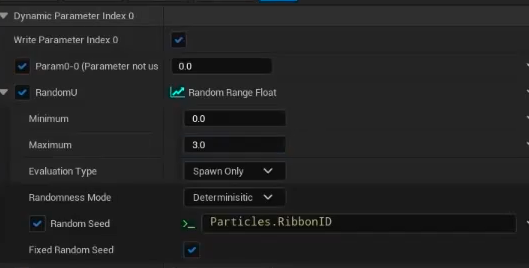 Dynamic Parameter Index 0
Write Parameter Index 0
Param0-0 (Parameter not us 0.0
RandomU Random Range Float
Minimum 0.0
Maximum 3.0
Evaluation Type Spawn Only
Randomness Mode Determinisitic
Random Seed >_ Particles.RibbonID
Fixed Random Seed